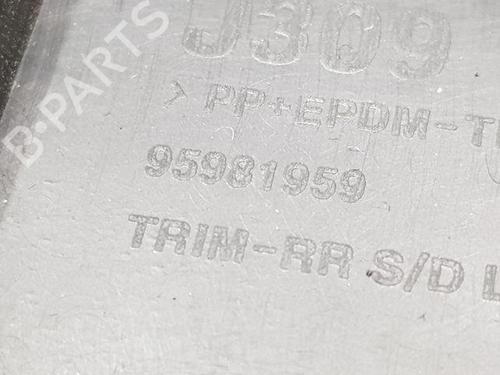 J309
> PP+EPDM-T
95981959
TRIM-RR S/D L
B-PARTS